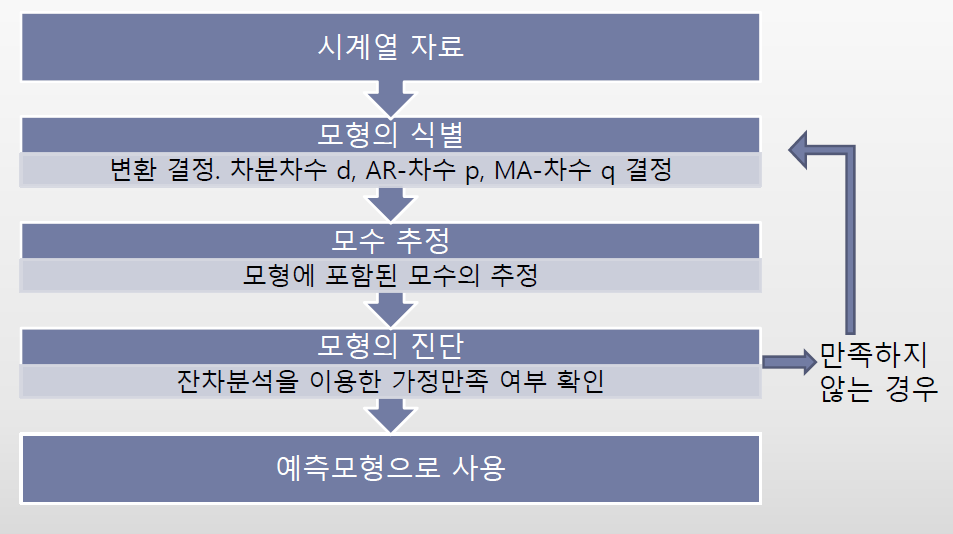 시계열 자료
모형의 식별
변환 결정. 차분차수 d, AR-차수 p, MA-차수 q 결정
모수 추정
모형에 포함된 모수의 추정
모형의 진단
잔차분석을 이용한 가정만족 여부 확인
만족하지
않는 경우
예측모형으로 사용